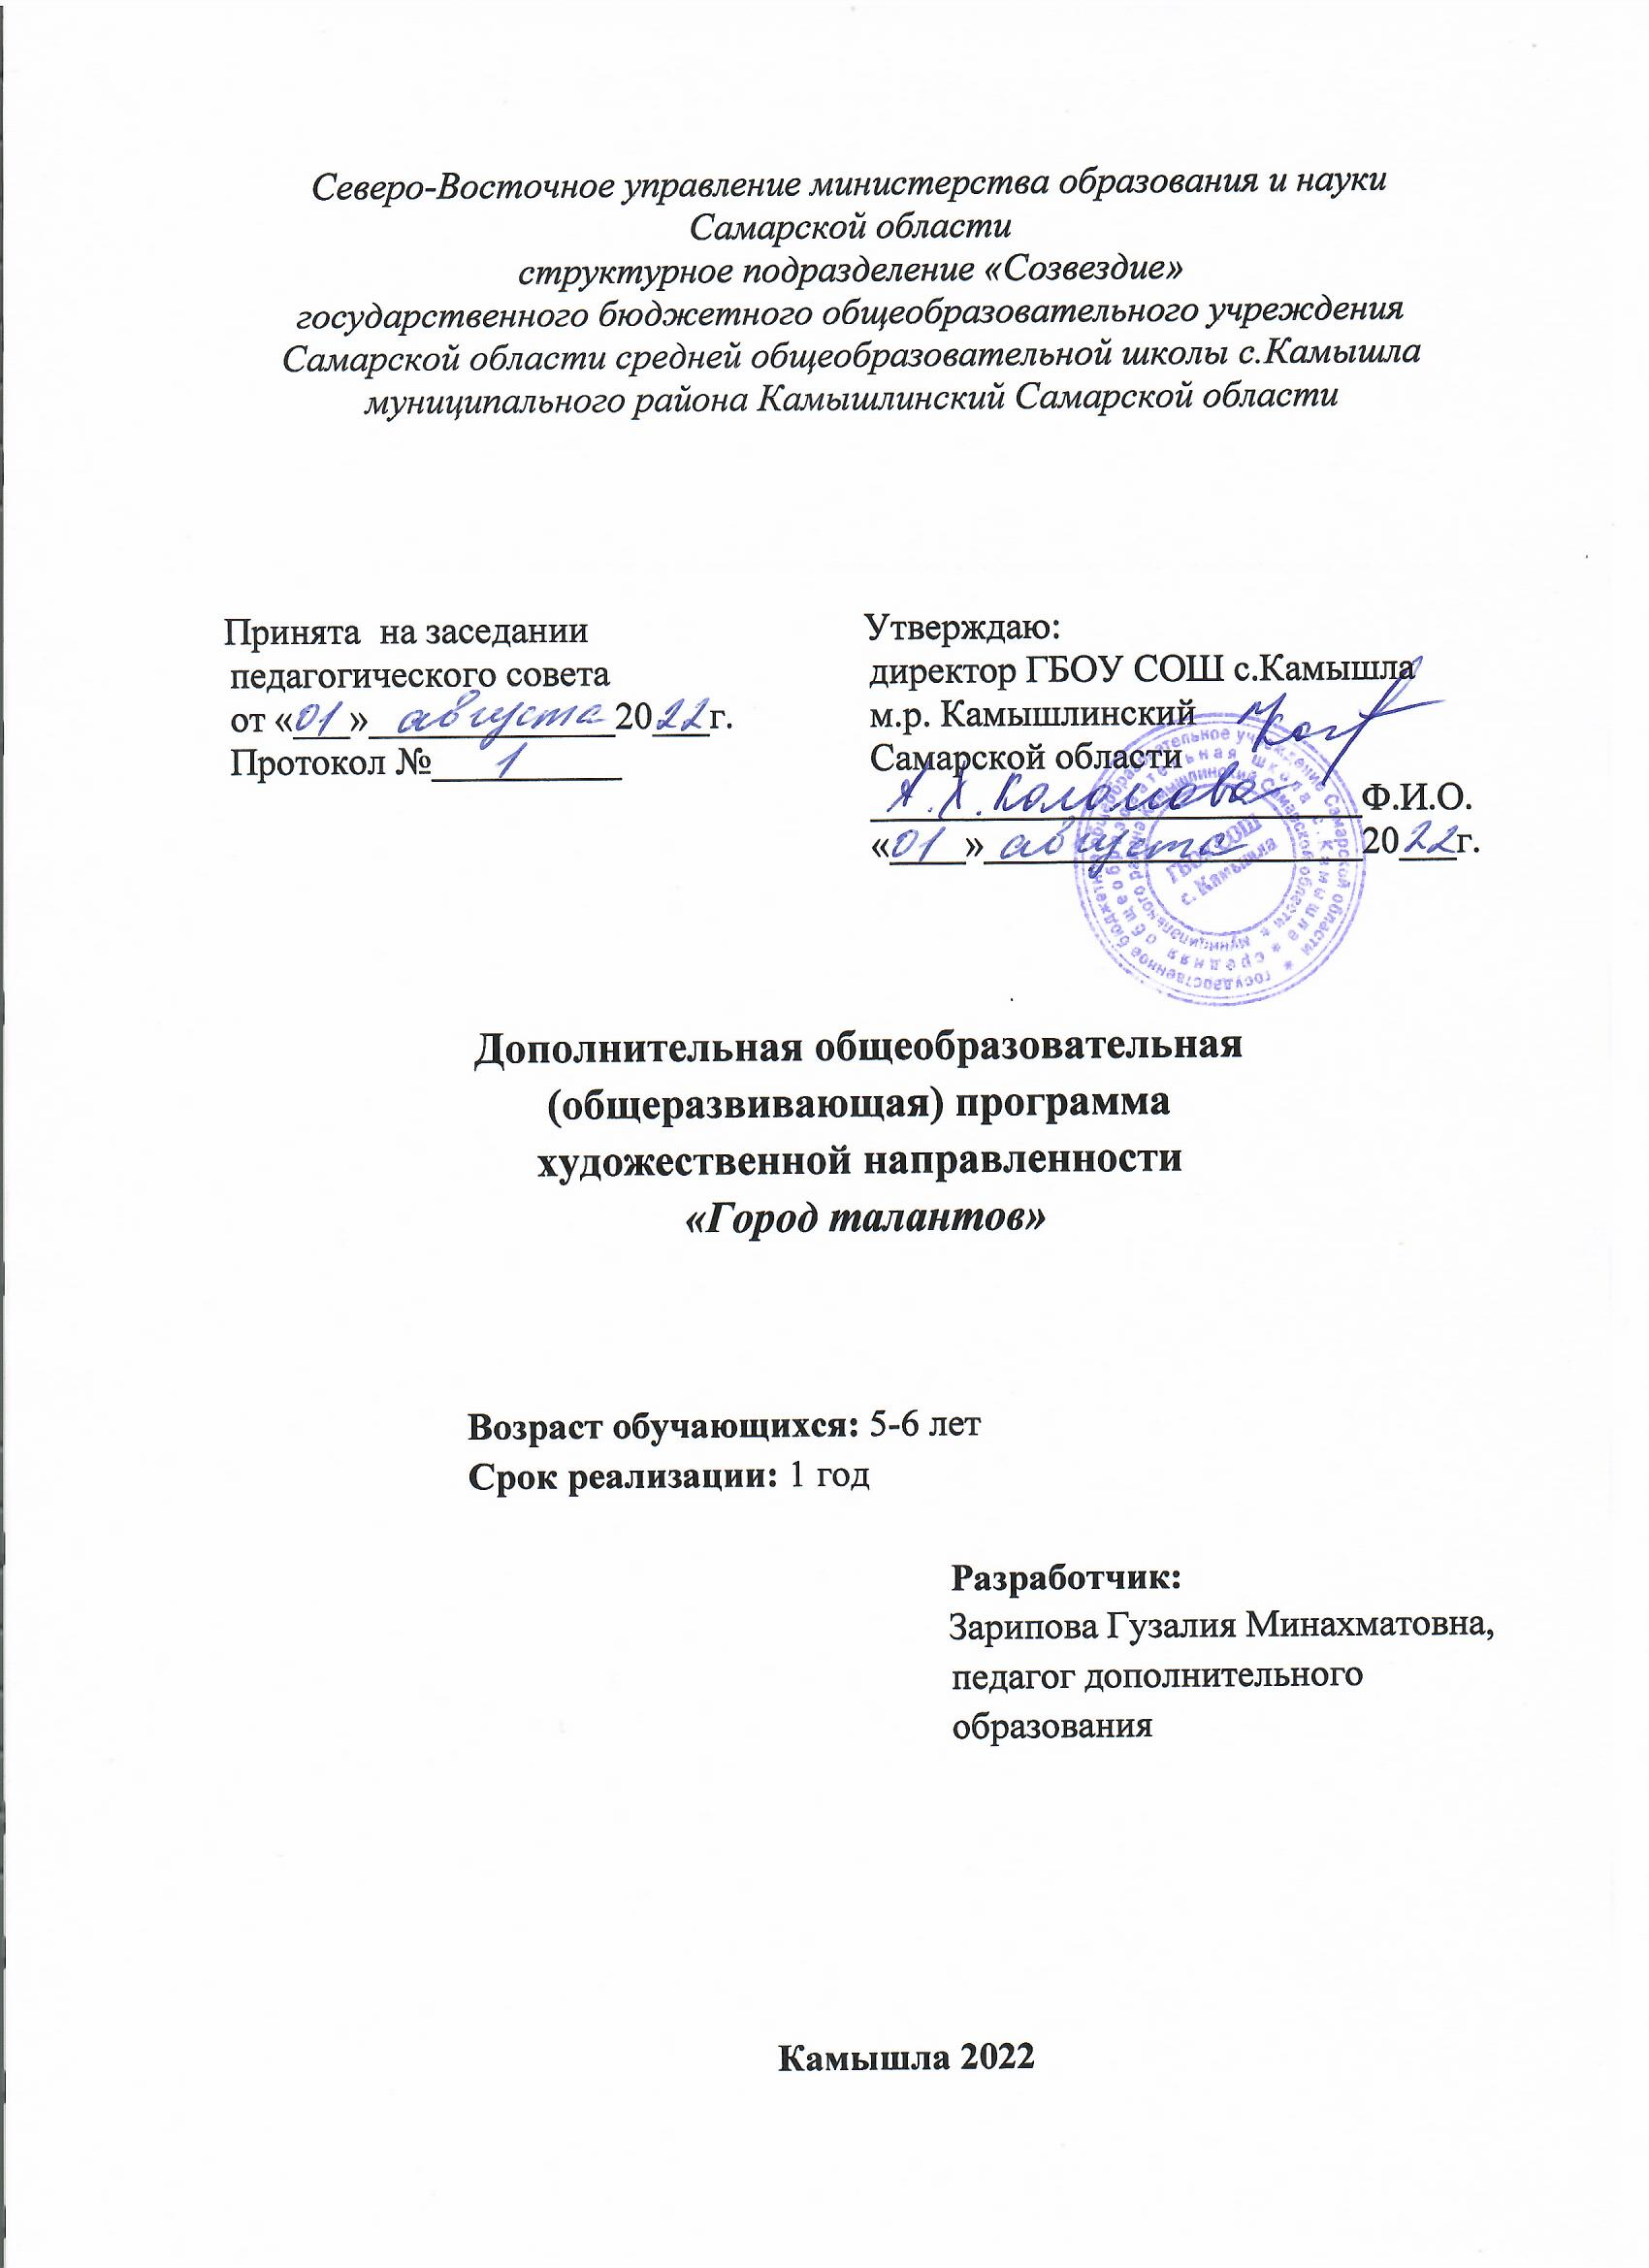 Северо-Восточное управление министерства образования и науки
Самарской области
структурное подразделение «Созвездие»
государственного бюджетного общеобразовательного учреждения
Самарской области средней общеобразовательной школы с.Камышла
муниципального района Камышлинский Самарской области
Принята на заседании
педагогического совета
от «01» августа 2022г.
Протокол № 1
Утверждаю:
директор ГБОУ СОШ с.Камышла
м.р. Камышлинский
Самарской области
А.Х. Ф.И.О.
«01» августа 2022г.
ГБОУ СОШ
с. Камышла
Дополнительная общеобразовательная
(общеразвивающая) программа
художественной направленности
«Город талантов»
Возраст обучающихся: 5-6 лет
Срок реализации: 1 год
Разработчик:
Зарипова Гузалия Минахматовна,
педагог дополнительного
образования
Камышла 2022